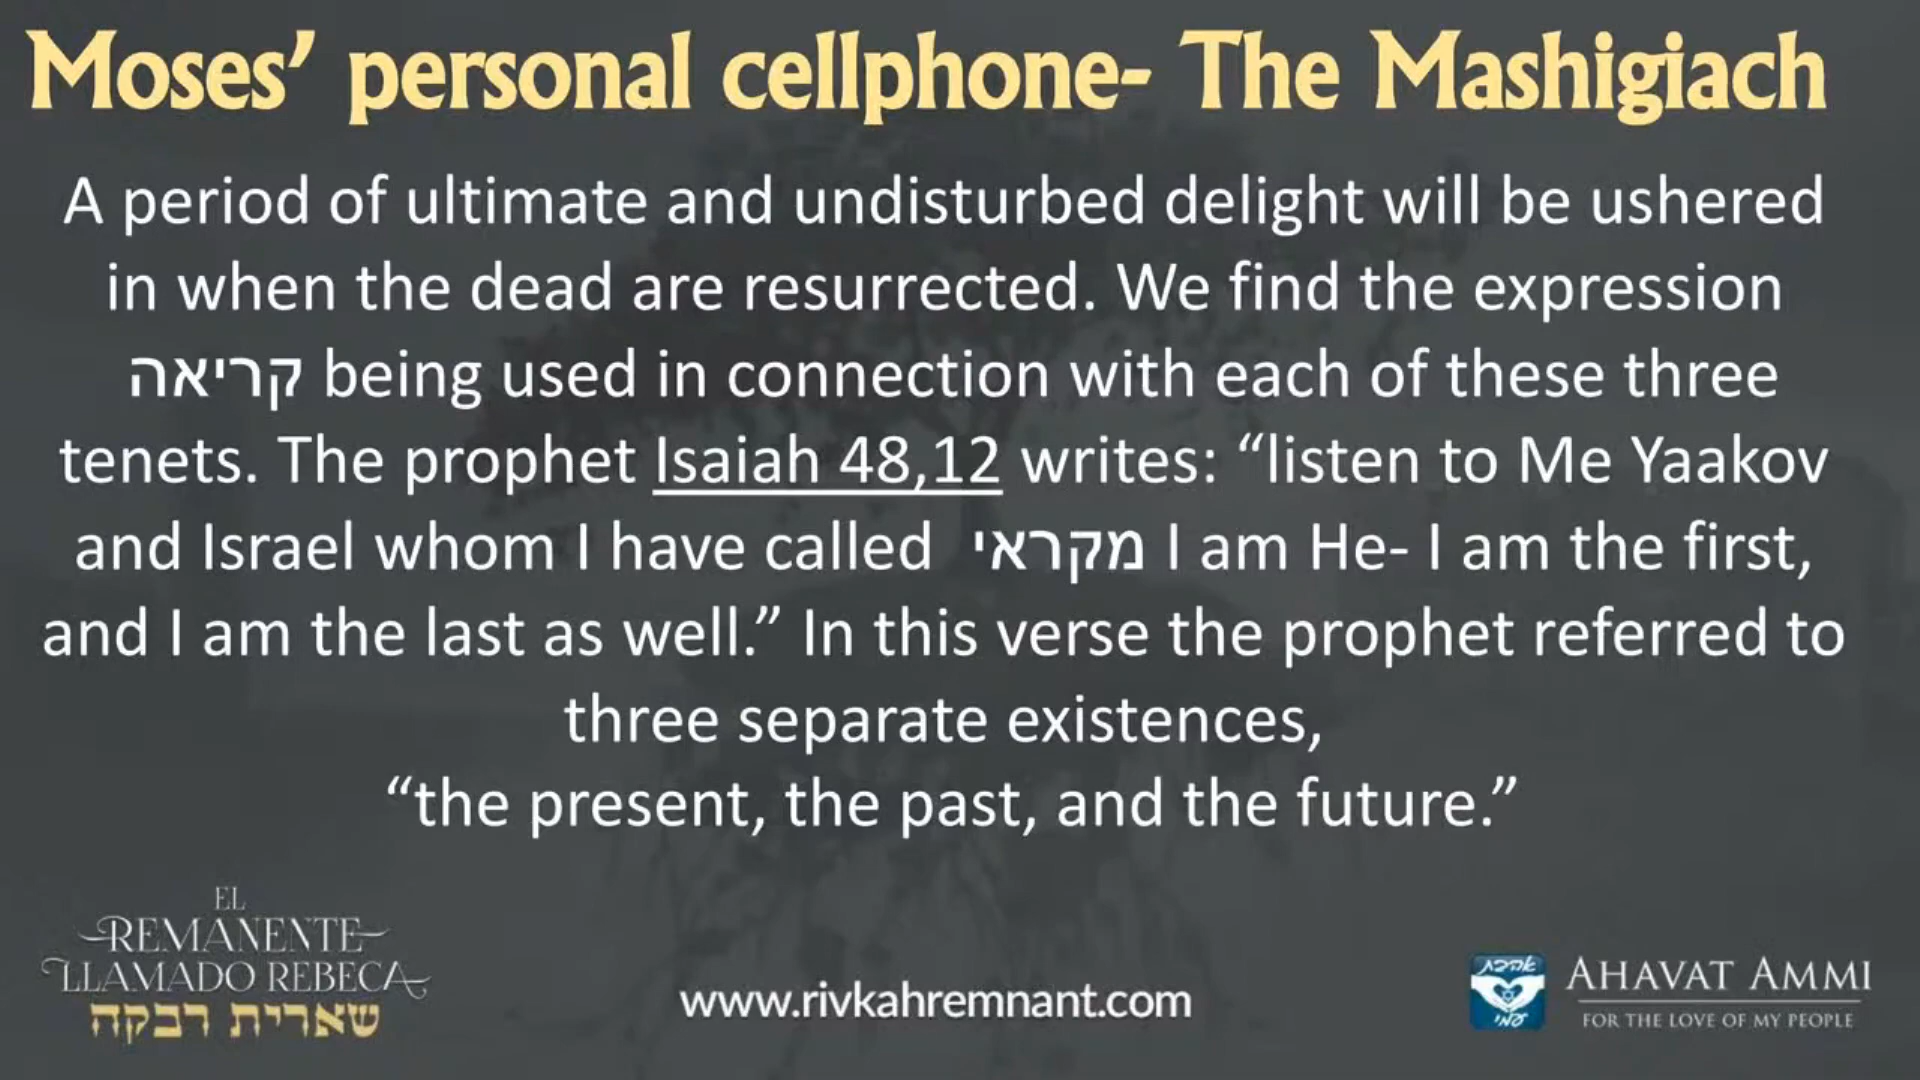 Moses’ personal cellphone- The Mashigiach
A period of ultimate and undisturbed delight will be ushered
in when the dead are resurrected. We find the expression
קריאה being used in connection with each of these three
tenets. The prophet Isaiah 48,12 writes: “listen to Me Yaakov
and Israel whom I have called מקראי I am He- I am the first,
and I am the last as well.” In this verse the prophet referred to
three separate existences,
“the present, the past, and the future.”
EL
REMANENTE
LLAMADO REBECA
שארית רבקה
www.rivkahremnant.com
אהבת
עמי
AHAVAT AMMI
FOR THE LOVE OF MY PEOPLE